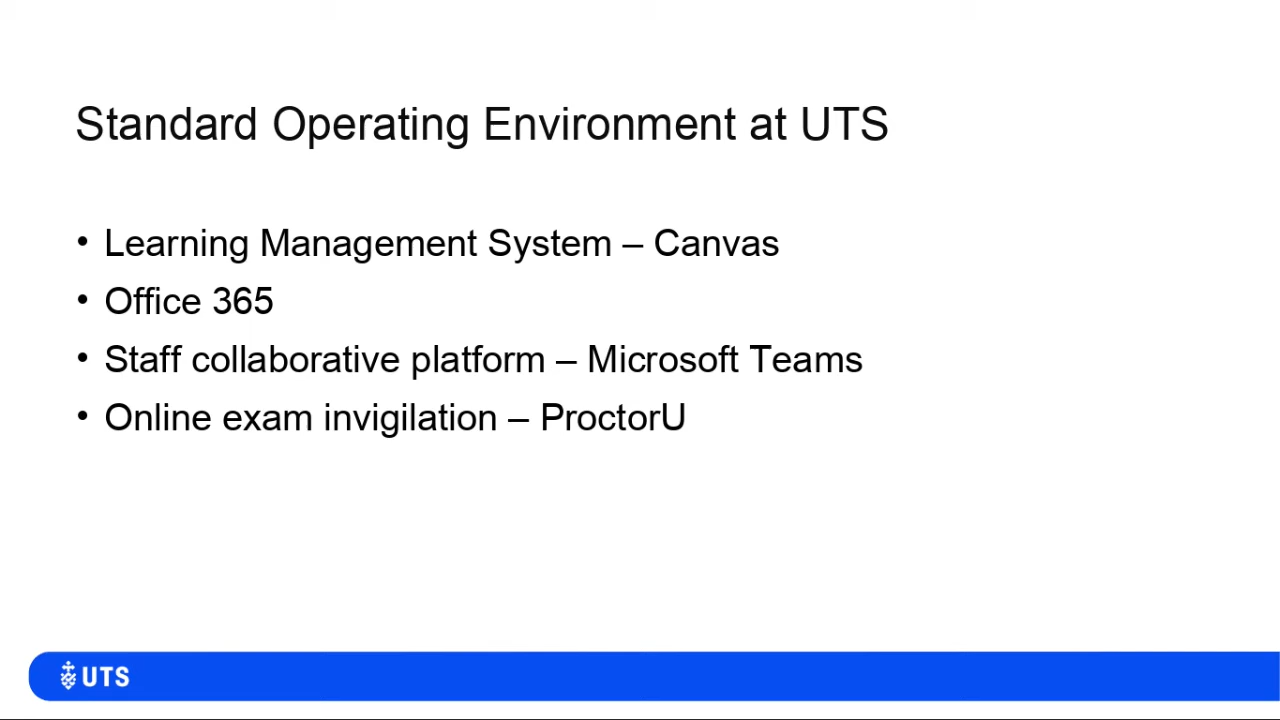 Standard Operating Environment at UTS
• Learning Management System – Canvas
• Office 365
• Staff collaborative platform – Microsoft Teams
• Online exam invigilation – ProctorU
UTS